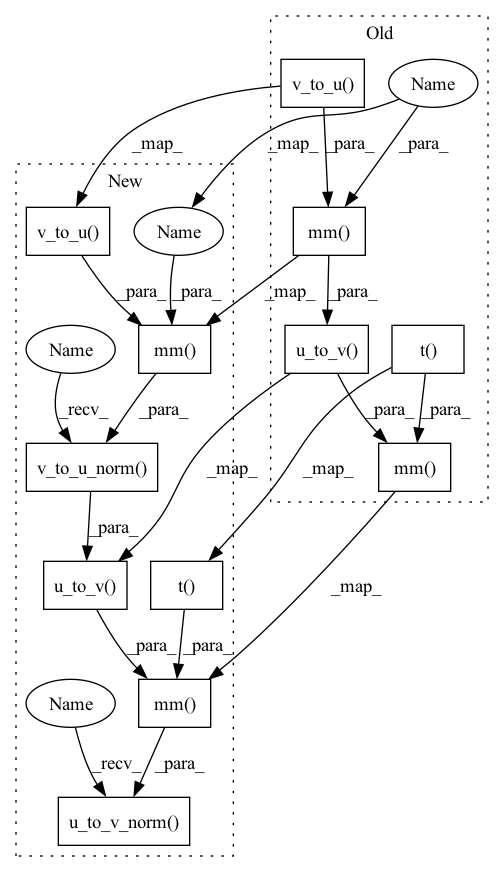 Old
v_to_u()
Name
_map_
_map_
_para_
_para_
New
v_to_u()
Name
mm()
_para_
_para_
_map_
_para_
Name
mm()
u_to_v()
t()
_recv_
_para_
_para_
_para_
v_to_u_norm()
_map_
_map_
mm()
_para_
u_to_v()
t()
_map_
_para_
_para_
Name
mm()
_recv_
_para_
u_to_v_norm()